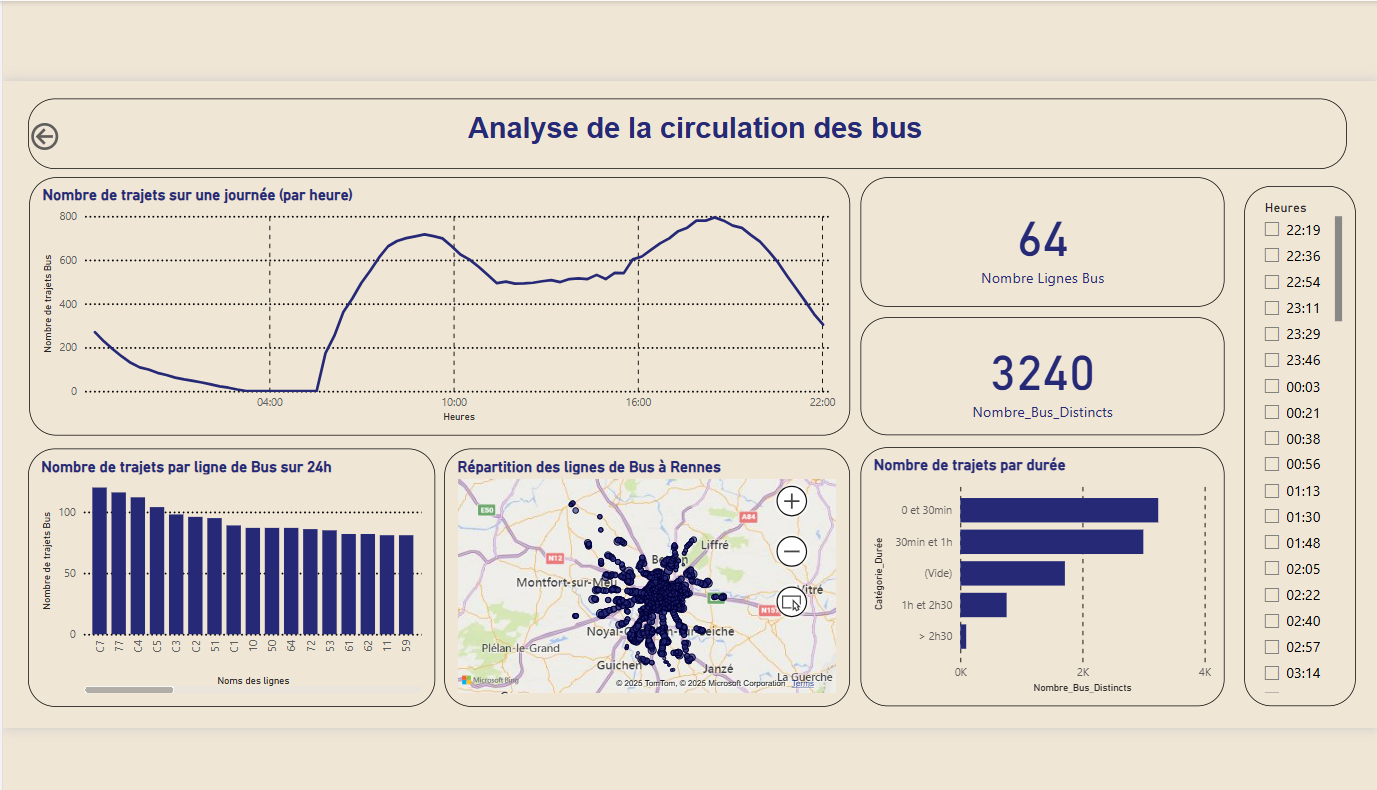 Analyse de la circulation des bus
Nombre de trajets sur une journée (par heure)
Nombre de trajets Bus
800
600
400
200
0
04:00
10:00
16:00
22:00
Heures
64
Nombre Lignes Bus
3240
Nombre_Bus_Distincts
Heures
22:19
22:36
22:54
23:11
23:29
23:46
00:03
00:21
00:38
00:56
01:13
01:30
01:48
02:05
02:22
02:40
02:57
03:14
Nombre de trajets par ligne de Bus sur 24h
Nombre de trajets Bus
100
50
0
C7
77
C4
C5
C3
C2
51
C1
10
50
64
72
53
61
62
11
59
Noms des lignes
Répartition des lignes de Bus à Rennes
E50
A84
Liffré
N12
Montfort-sur-Meu
Plélan-le-Grand
Guichen
Janzé
La Guerche
Microsoft Bing
© 2025 TomTom, © 2025 Microsoft Corporation Terms
Nombre de trajets par durée
Catégorie_Durée
0 et 30min
30min et 1h
(Vide)
1h et 2h30
> 2h30
0K
2K
4K
Nombre_Bus_Distincts